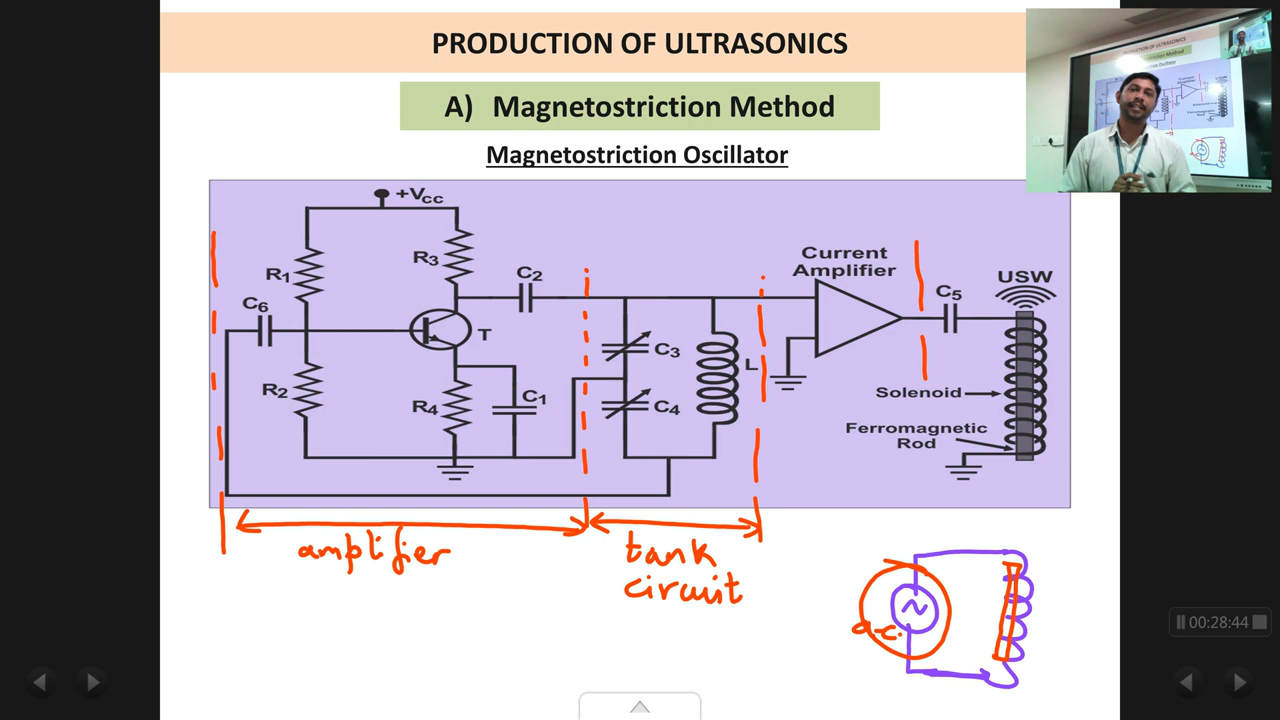 PRODUCTION OF ULTRASONICS
A) Magnetostriction Method
Magnetostriction Oscillator
+Vcc
R1
R3
C2
C6
T
R2
R4
C1
C3
C4
L
Current
Amplifier
C5
USW
Solenoid
Ferromagnetic
Rod
amplifier
tank
circuit
a.c.
00:28:44